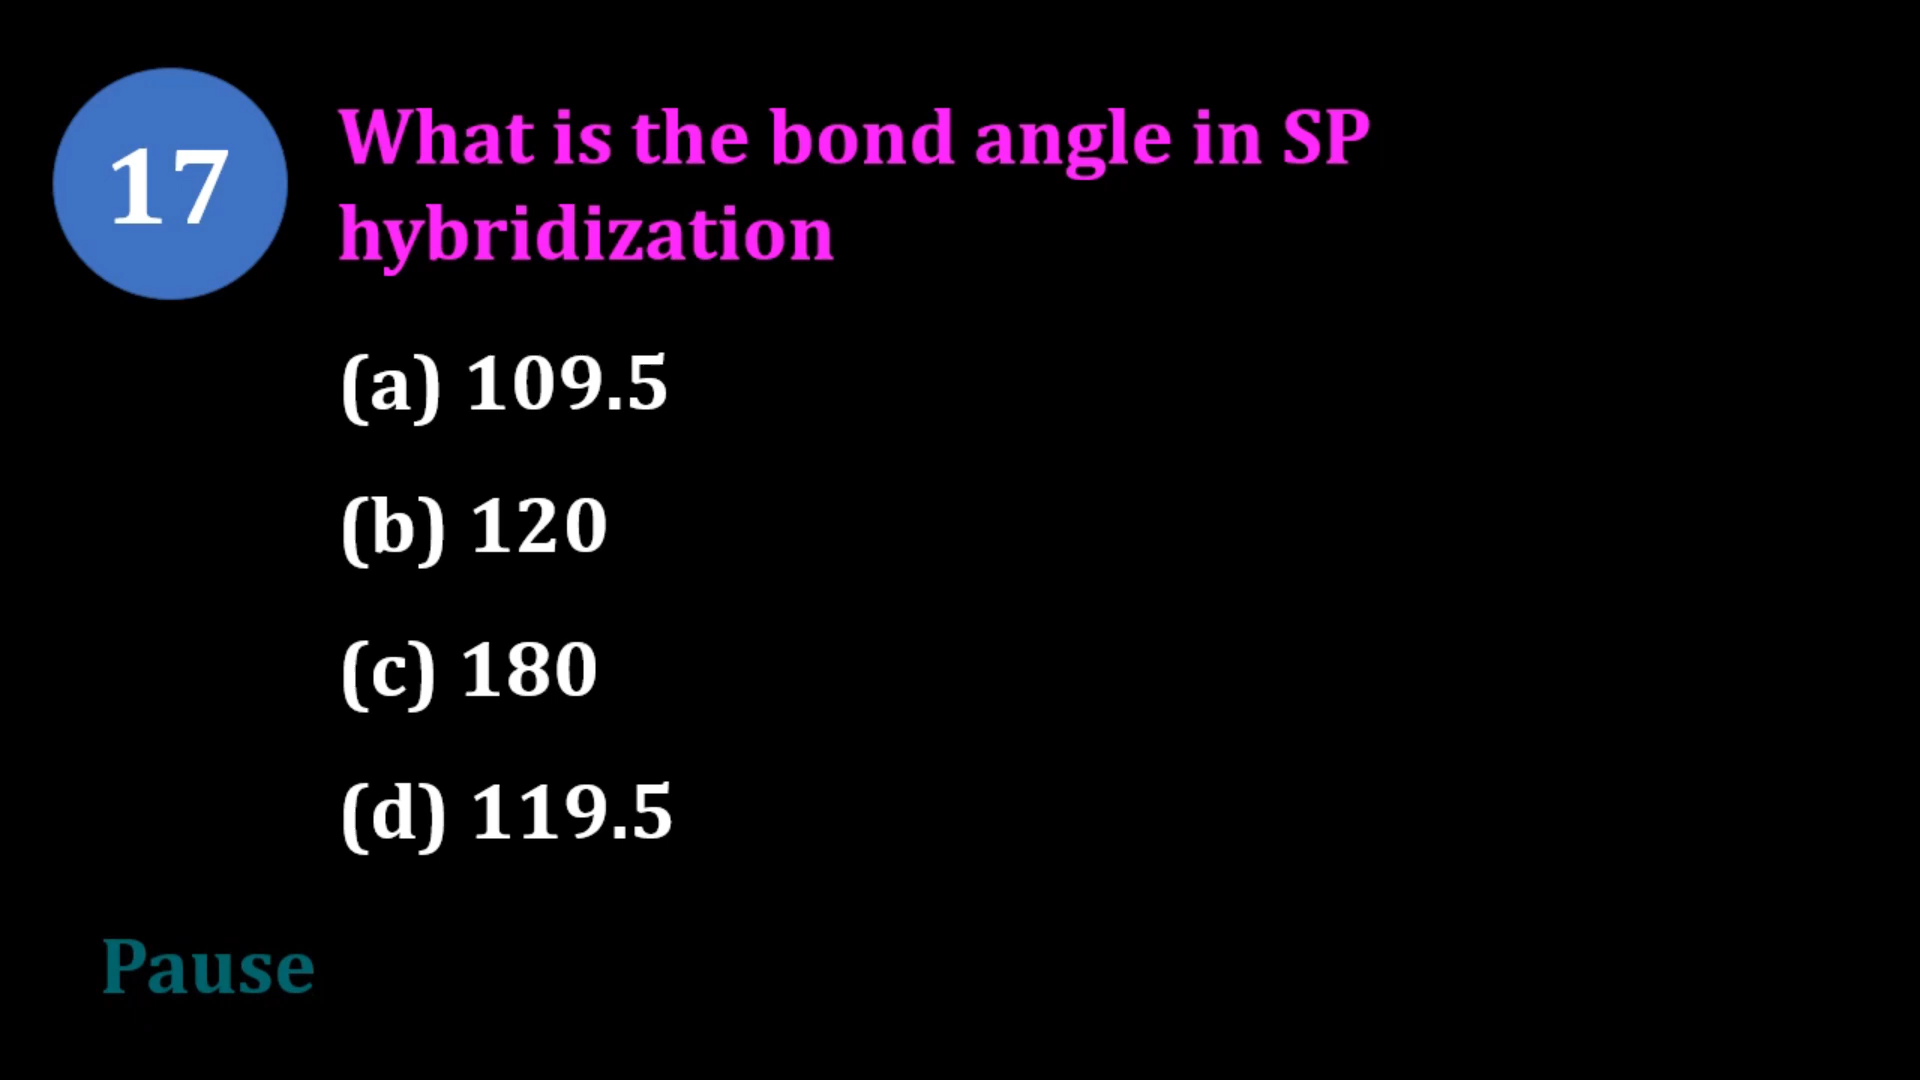 17
What is the bond angle in SP
hybridization
(a) 109.5
(b) 120
(c) 180
(d) 119.5
Pause